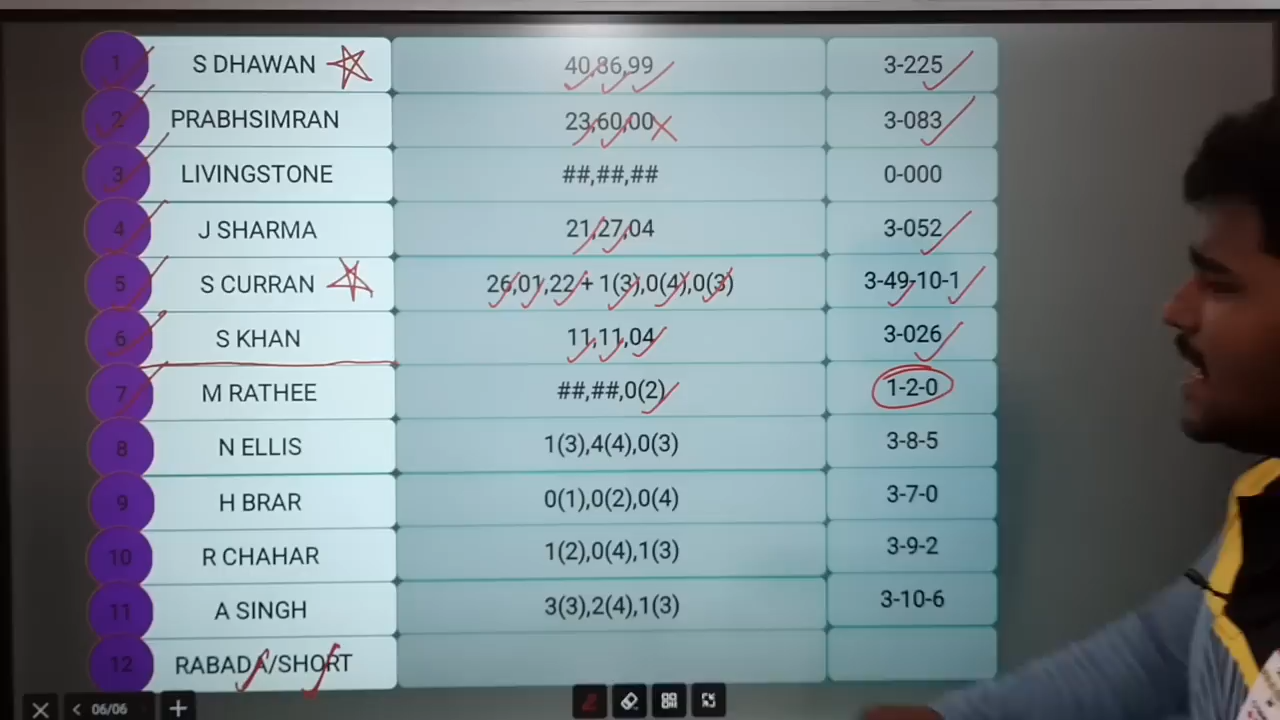 1 S DHAWAN 40,86,99 3-225
2 PRABHSIMRAN 23,60,00 3-083
3 LIVINGSTONE ##,##,## 0-000
4 J SHARMA 21,27,04 3-052
5 S CURRAN 26,01,22 + 1(3),0(4),0(3) 3-49-10-1
6 S KHAN 11,11,04 3-026
7 M RATHEE ##,##,0(2) 1-2-0
8 N ELLIS 1(3),4(4),0(3) 3-8-5
9 H BRAR 0(1),0(2),0(4) 3-7-0
10 R CHAHAR 1(2),0(4),1(3) 3-9-2
11 A SINGH 3(3),2(4),1(3) 3-10-6
12 RABADA/SHORT
06/06